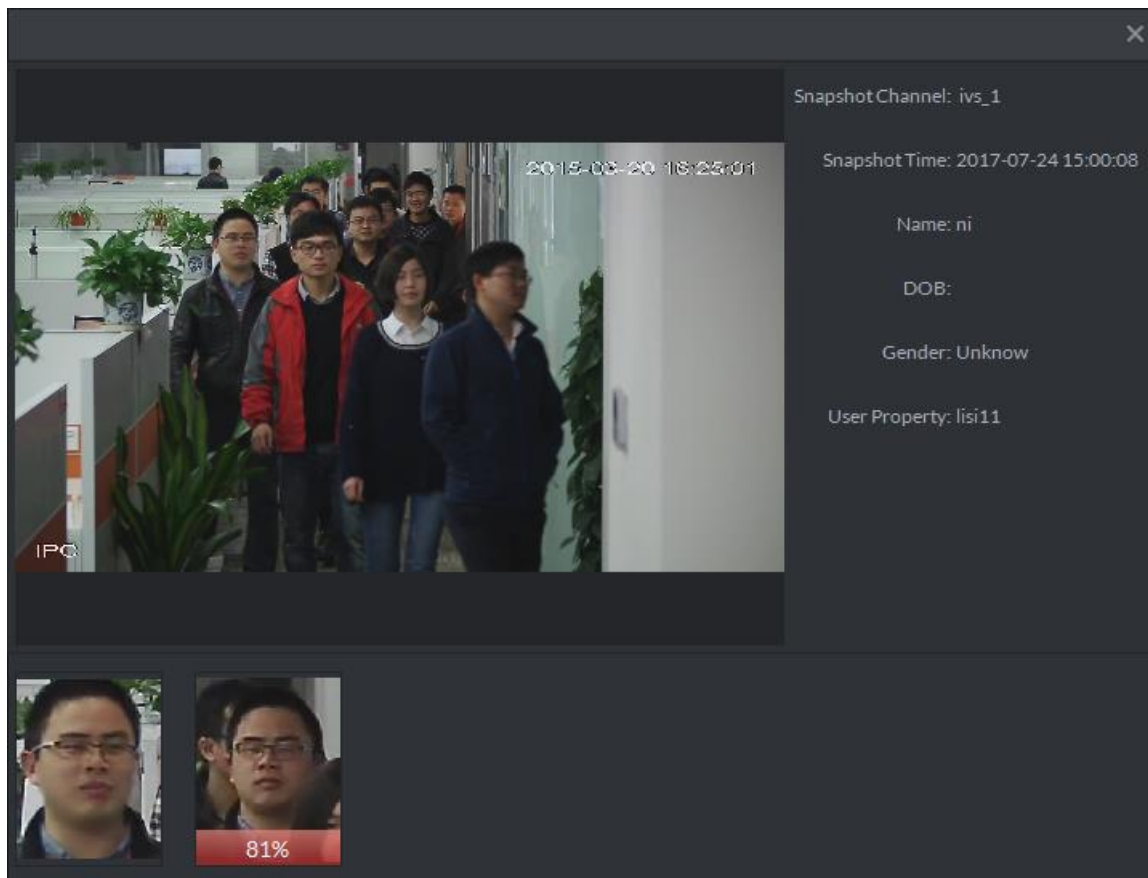 Snapshot Channel: ivs_1
2015-03-20 16:25:01
Snapshot Time: 2017-07-24 15:00:08
Name: ni
DOB:
Gender: Unknow
User Property: lisi11
IPC
81%